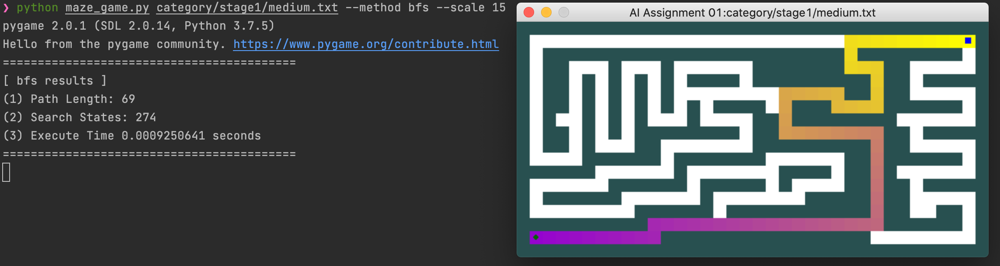 ❯ python maze_game.py category/stage1/medium.txt --method bfs --scale 15
pygame 2.0.1 (SDL 2.0.14, Python 3.7.5)
Hello from the pygame community. https://www.pygame.org/contribute.html
==========================================
[ bfs results ]
(1) Path Length: 69
(2) Search States: 274
(3) Execute Time 0.0009250641 seconds
==========================================
AI Assignment 01:category/stage1/medium.txt